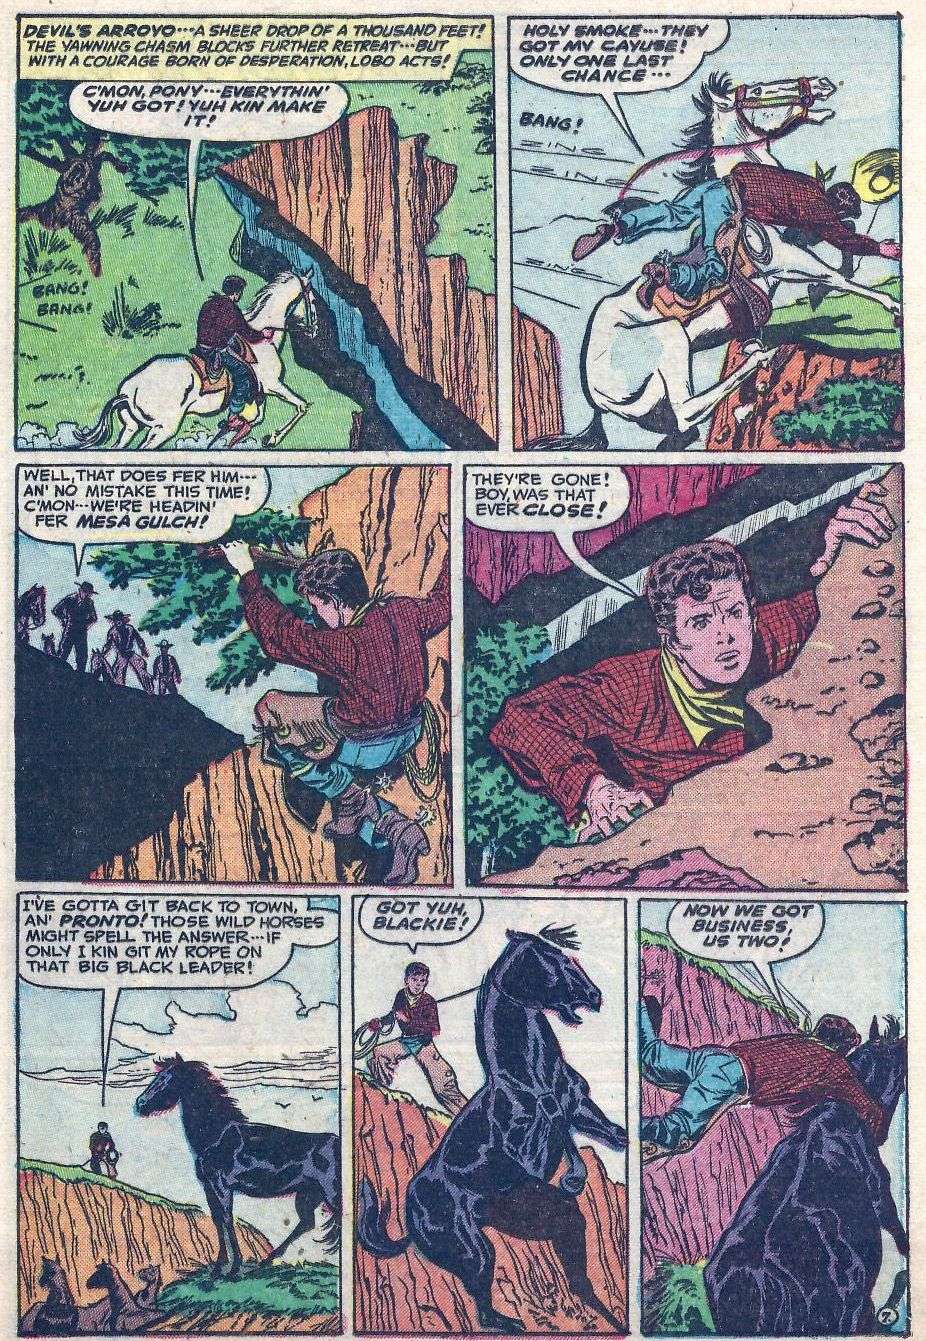 DEVIL'S ARROYO---A SHEER DROP OF A THOUSAND FEET!
THE YAWNING CHASM BLOCKS FURTHER RETREAT---BUT
WITH A COURAGE BORN OF DESPERATION, LOBO ACTS!
C'MON, PONY---EVERYTHIN'
YUH GOT! YUH KIN MAKE
IT!
BANG!
BANG!
HOLY SMOKE---THEY
GOT MY CAYUSE!
ONLY ONE LAST
CHANCE---
BANG!
ZING
ZING
ZING
WELL, THAT DOES FER HIM---
AN' NO MISTAKE THIS TIME!
C'MON---WE'RE HEADIN'
FER MESA GULCH!
THEY'RE GONE!
BOY, WAS THAT
EVER CLOSE!
I'VE GOTTA GIT BACK TO TOWN,
AN' PRONTO! THOSE WILD HORSES
MIGHT SPELL THE ANSWER---IF
ONLY I KIN GIT MY ROPE ON
THAT BIG BLACK LEADER!
GOT YUH,
BLACKIE!
NOW WE GOT
BUSINESS,
US TWO!
7